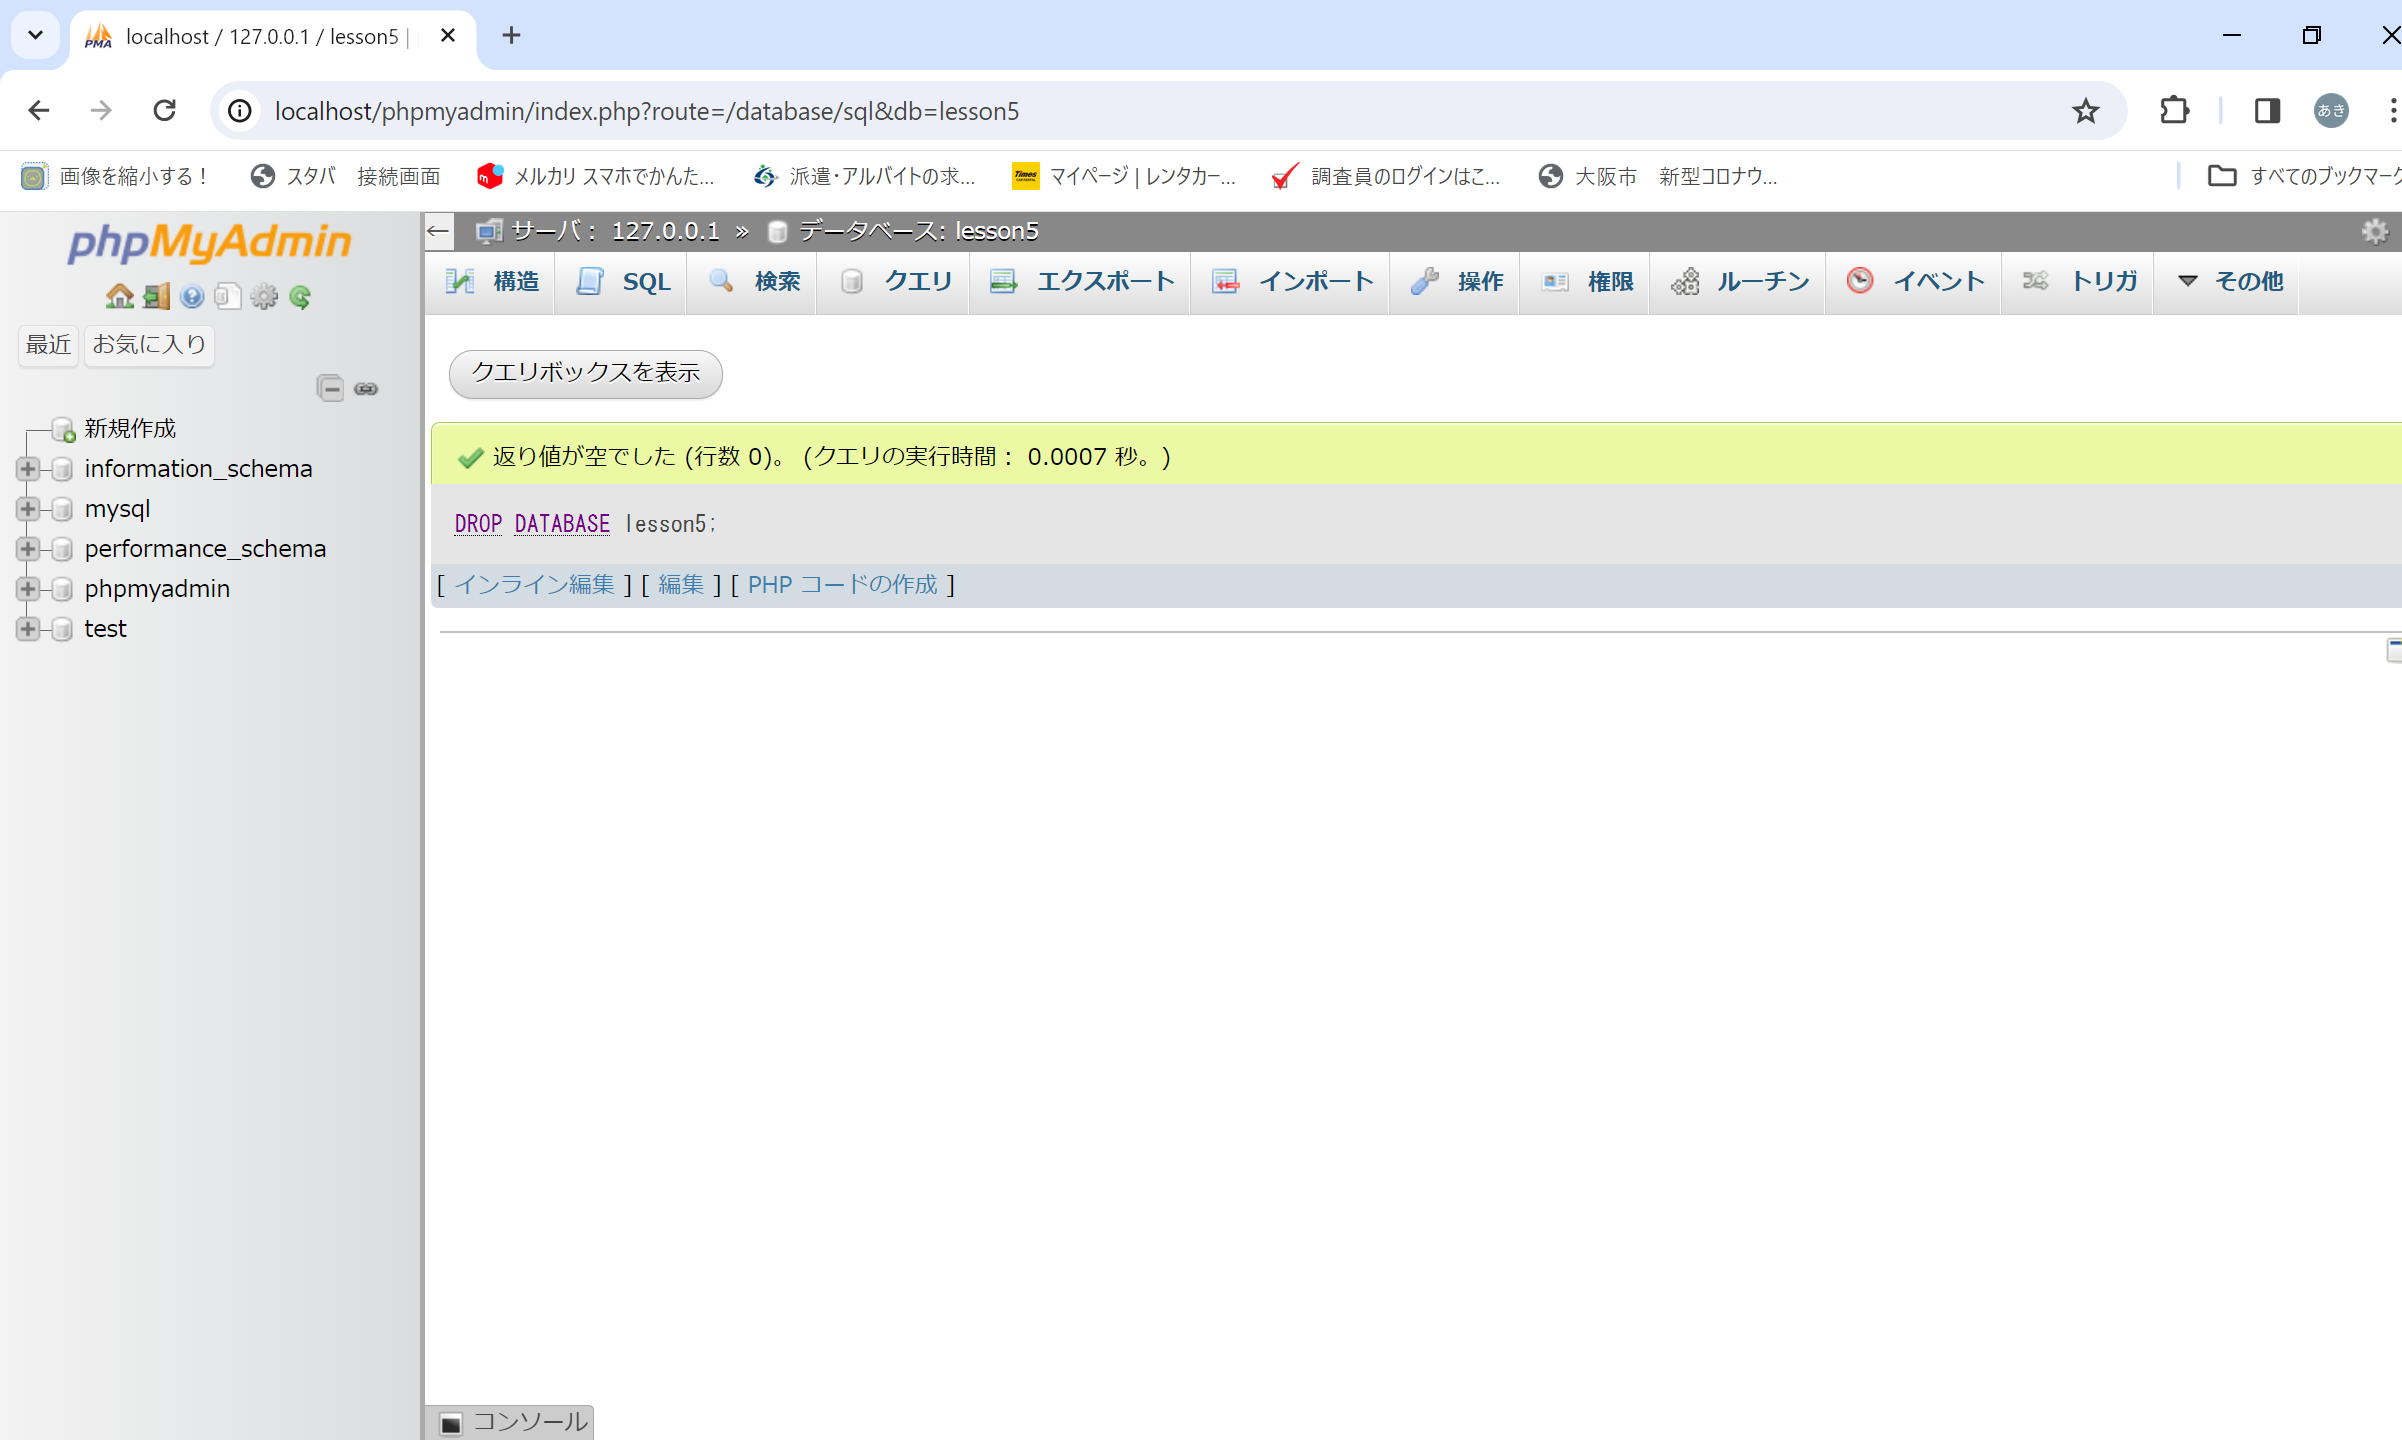 PMA localhost / 127.0.0.1 / lesson5 |
localhost/phpmyadmin/index.php?route=/database/sql&db=lesson5
あき
画像を縮小する！ スタバ　接続画面 メルカリ スマホでかんた... 派遣・アルバイトの求... Times CAR RENTAL マイページ | レンタカー... 調査員のログインはこ... 大阪市　新型コロナウ... すべてのブックマーク
phpMyAdmin
最近 お気に入り
新規作成
information_schema
mysql
performance_schema
phpmyadmin
test
← サーバ： 127.0.0.1 » データベース: lesson5
構造 SQL 検索 クエリ エクスポート インポート 操作 権限 ルーチン イベント トリガ その他
クエリボックスを表示
返り値が空でした (行数 0)。 (クエリの実行時間： 0.0007 秒。)
DROP DATABASE lesson5;
[ インライン編集 ] [ 編集 ] [ PHP コードの作成 ]
コンソール